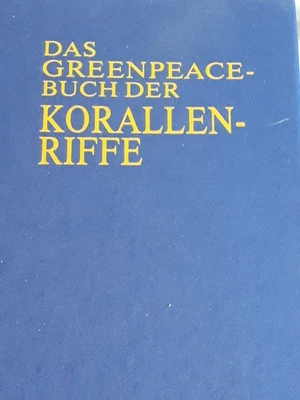 DAS
GREENPEACE-
BUCH DER
KORALLEN-
RIFFE